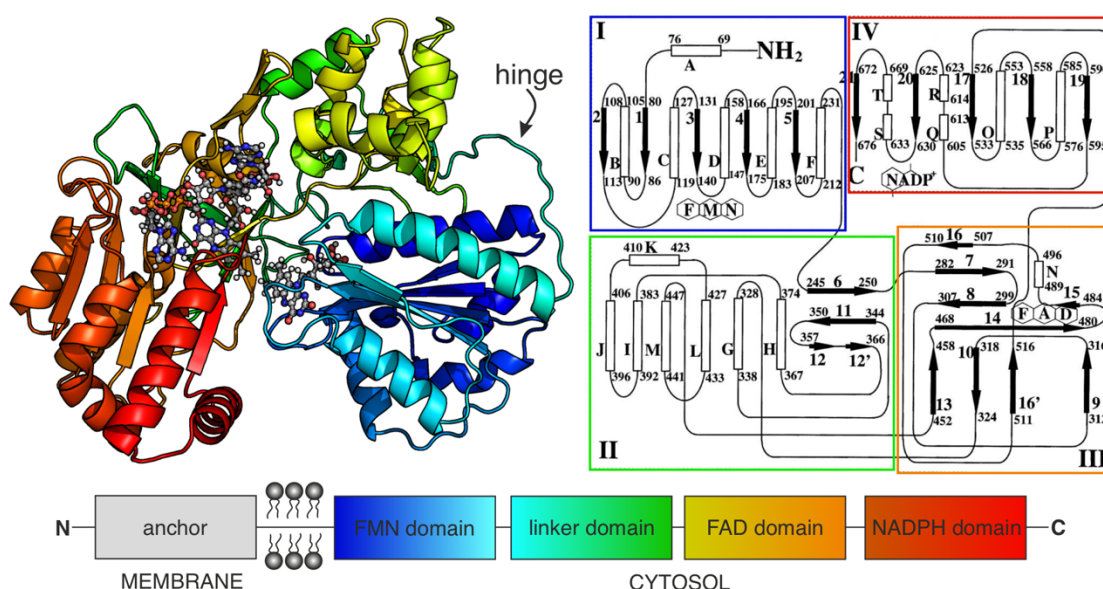 hinge
I
76 69
A
NH2
108 105 80 127 131 158 166 195 201 231
2 1 3 4 5
B C D E F
113 90 86 119 140 147 175 183 207 212
F M N
IV
21 672 669 20 625 623 17 526 553 18 558 585 19
T R 614
613
S Q O P
676 633 630 605 533 535 566 576 595
C
NADP+
410 K 423
406 383 447 427 328 374
245 6 250
350 11 344
357 366
12 12'
J I M L G H
396 392 441 433 338 367
II
510 16 507
282 7 291
496
N
489
307 8 299
15 484
F A D
468 14 480
458 10 318 516
13 324 16' 9
452 511
III
N anchor FMN domain linker domain FAD domain NADPH domain C
MEMBRANE CYTOSOL